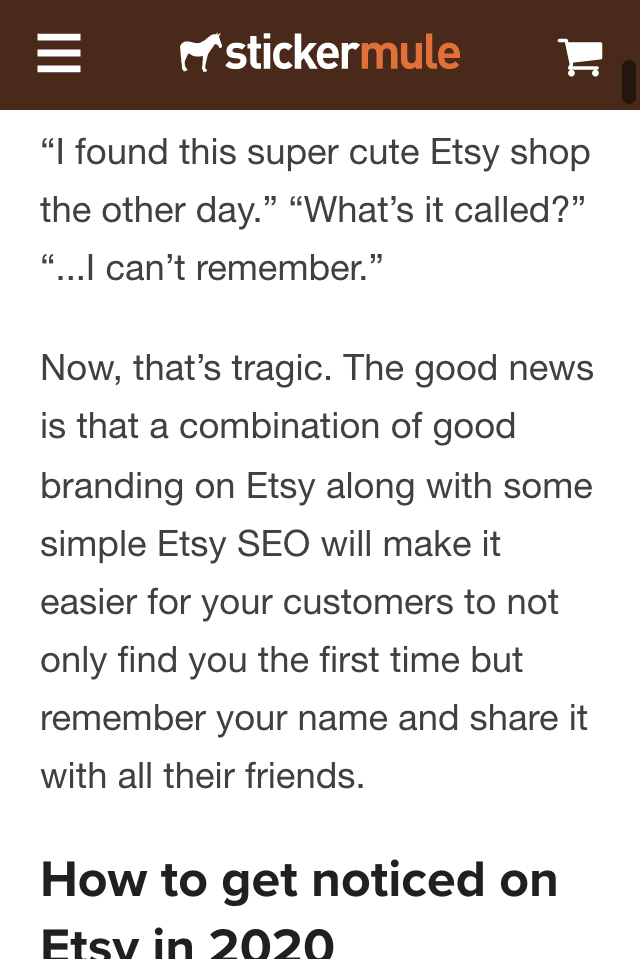 stickermule
“I found this super cute Etsy shop
the other day.” “What’s it called?”
“...I can’t remember.”
Now, that’s tragic. The good news
is that a combination of good
branding on Etsy along with some
simple Etsy SEO will make it
easier for your customers to not
only find you the first time but
remember your name and share it
with all their friends.
How to get noticed on
Etsy in 2020